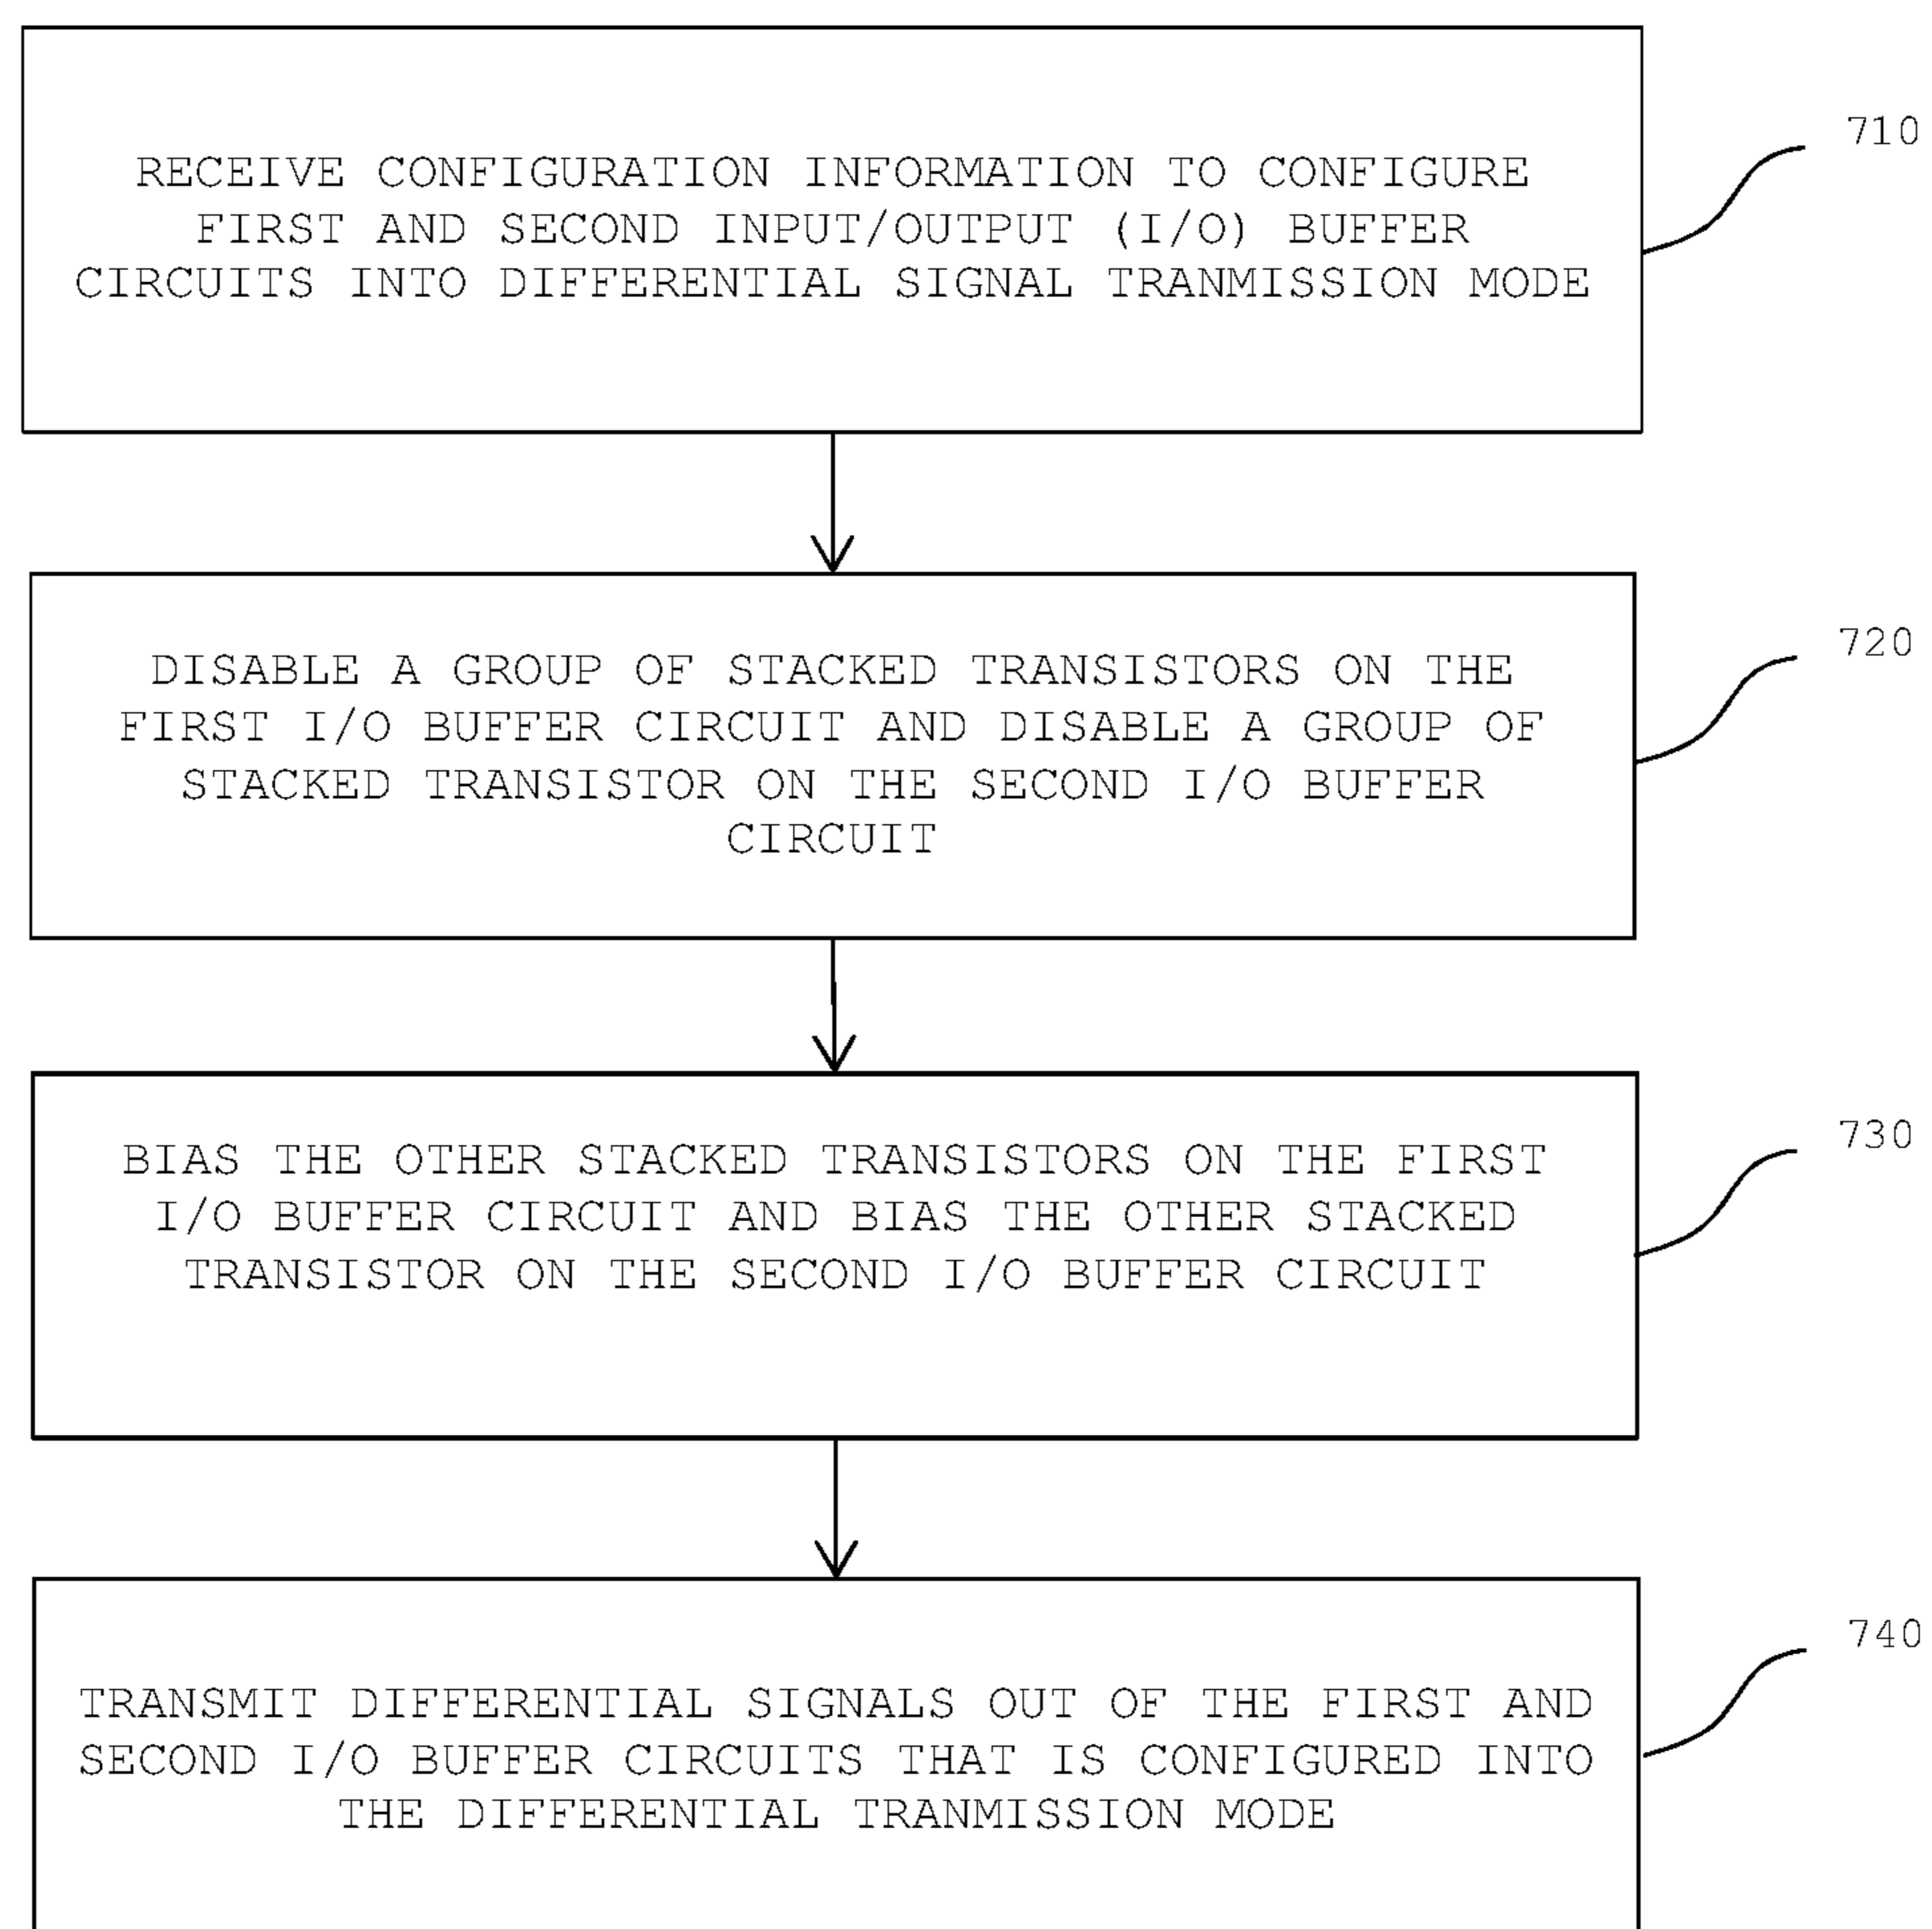 RECEIVE CONFIGURATION INFORMATION TO CONFIGURE
FIRST AND SECOND INPUT/OUTPUT (I/O) BUFFER
CIRCUITS INTO DIFFERENTIAL SIGNAL TRANMISSION MODE
710
DISABLE A GROUP OF STACKED TRANSISTORS ON THE
FIRST I/O BUFFER CIRCUIT AND DISABLE A GROUP OF
STACKED TRANSISTOR ON THE SECOND I/O BUFFER
CIRCUIT
720
BIAS THE OTHER STACKED TRANSISTORS ON THE FIRST
I/O BUFFER CIRCUIT AND BIAS THE OTHER STACKED
TRANSISTOR ON THE SECOND I/O BUFFER CIRCUIT
730
TRANSMIT DIFFERENTIAL SIGNALS OUT OF THE FIRST AND
SECOND I/O BUFFER CIRCUITS THAT IS CONFIGURED INTO
THE DIFFERENTIAL TRANMISSION MODE
740